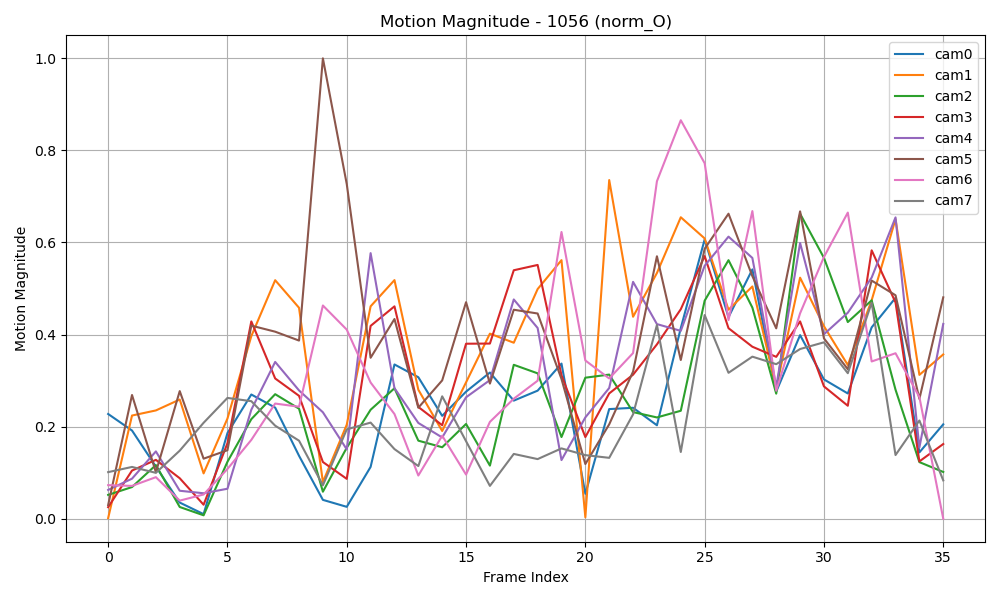 Motion Magnitude - 1056 (norm_O)
Motion Magnitude
1.0
0.8
0.6
0.4
0.2
0.0
0
5
10
15
20
25
30
35
Frame Index
cam0
cam1
cam2
cam3
cam4
cam5
cam6
cam7